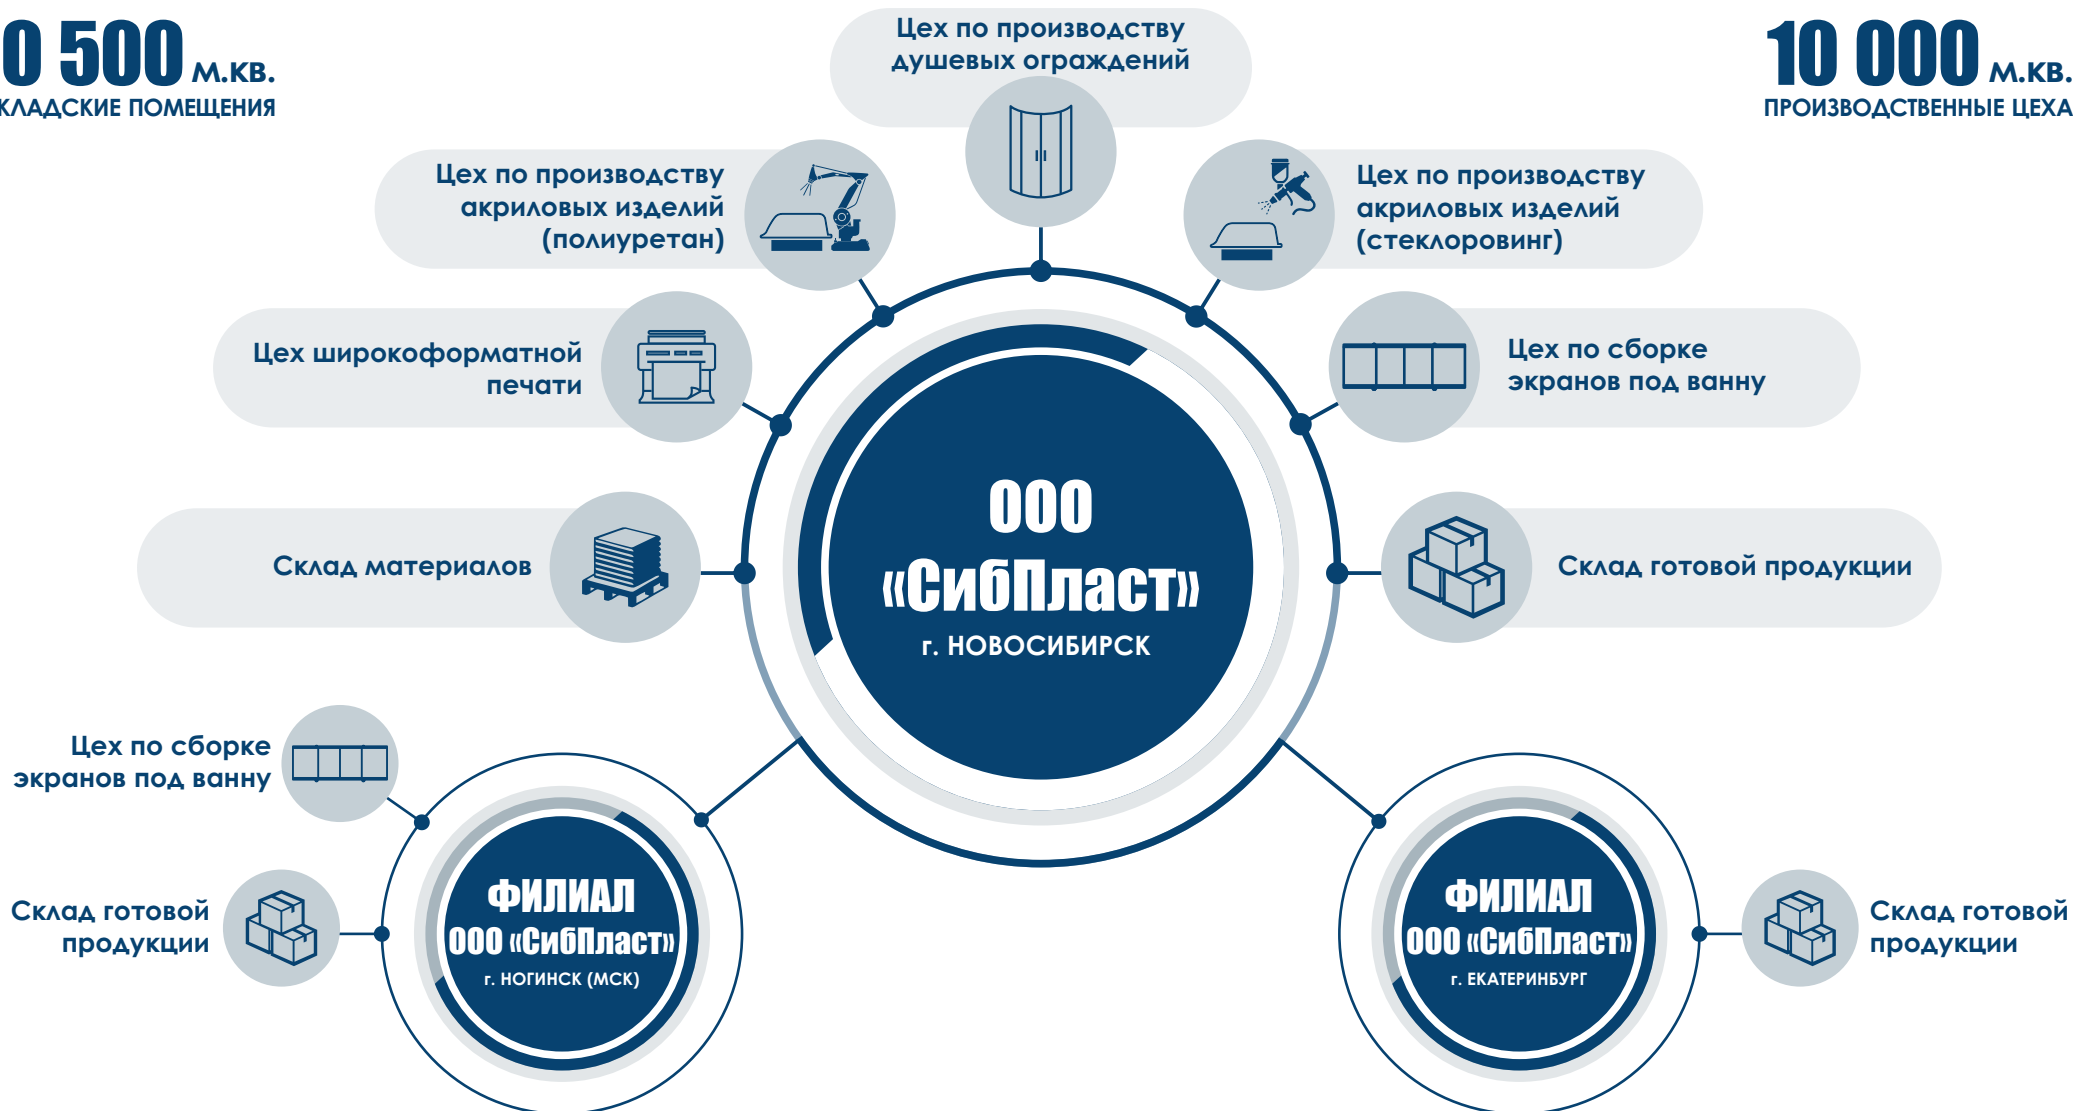 0 500 м.кв.
КЛАДСКИЕ ПОМЕЩЕНИЯ
10 000 м.кв.
ПРОИЗВОДСТВЕННЫЕ ЦЕХА
Цех по производству
душевых ограждений
Цех по производству
акриловых изделий
(полиуретан)
Цех по производству
акриловых изделий
(стеклоровинг)
Цех широкоформатной
печати
Цех по сборке
экранов под ванну
Склад материалов
ООО
«СибПласт»
г. НОВОСИБИРСК
Склад готовой продукции
Цех по сборке
экранов под ванну
Склад готовой
продукции
ФИЛИАЛ
ООО «СибПласт»
г. НОГИНСК (МСК)
ФИЛИАЛ
ООО «СибПласт»
г. ЕКАТЕРИНБУРГ
Склад готовой
продукции